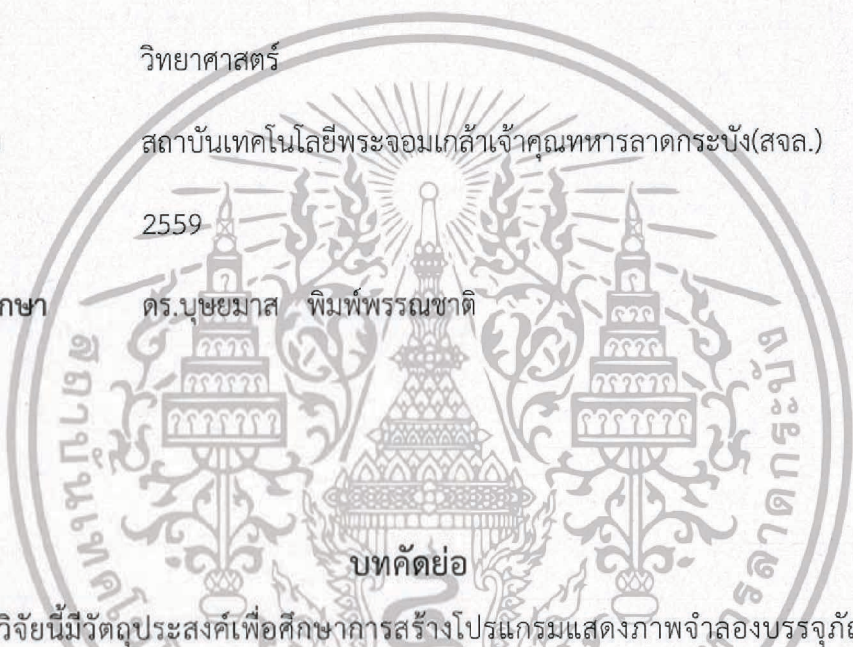 วิทยาศาสตร์
สถาบันเทคโนโลยีพระจอมเกล้าเจ้าคุณทหารลาดกระบัง(สจล.)
2559
กษา ดร.บุษยมาส พิมพ์พรรณชาติ
บทคัดย่อ
วิจัยนี้มีวัตถุประสงค์เพื่อศึกษาการสร้างโปรแกรมแสดงภาพจำลองบรรจุภัณ